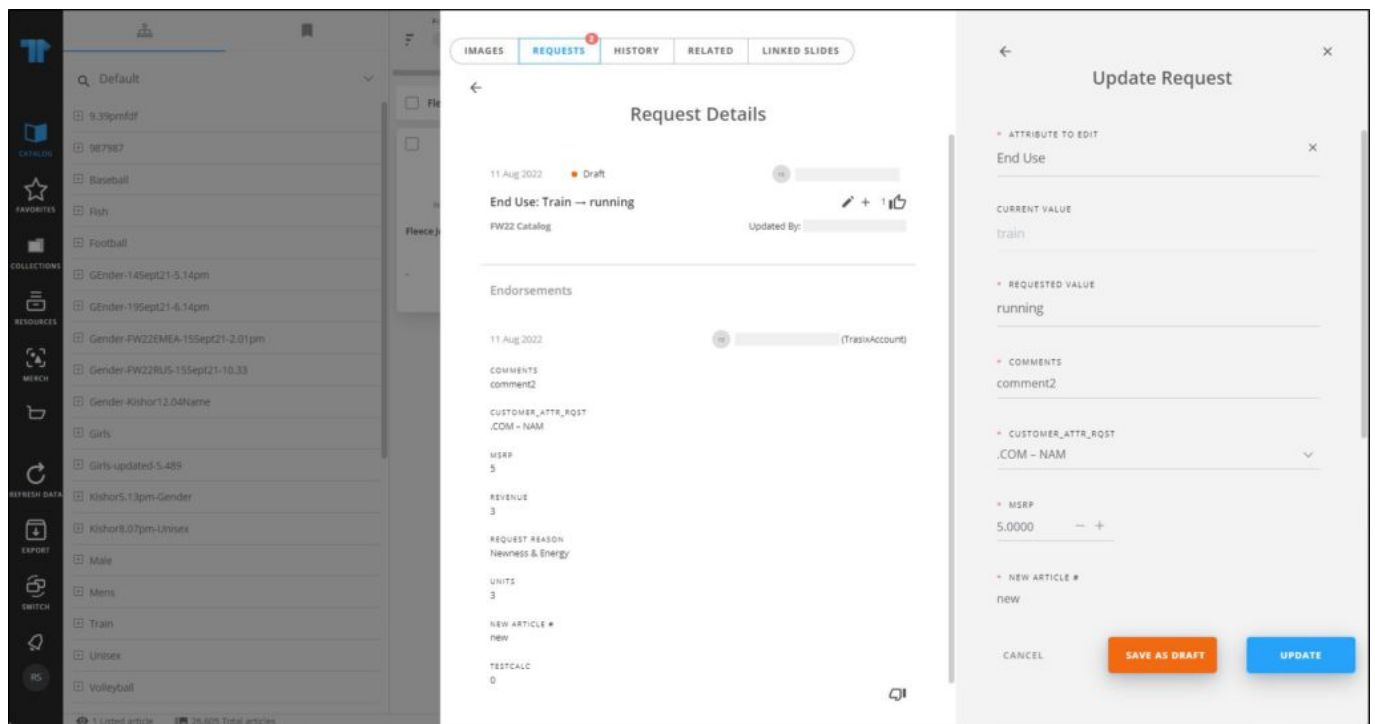 CATALOG
FAVORITES
COLLECTIONS
RESOURCES
MERCH
REFRESH DATA
EXPORT
SWITCH
RS
Default
9.39pmfdf
987987
Baseball
Fish
Football
GEnder-14Sept21-5.14pm
GEnder-19Sept21-6.14pm
Gender-FW22EMEA-15Sept21-2.01pm
Gender-FW22RUS-15Sept21-10.33
Gender-Kishor12.04Name
Girls
Girls-updated-5.489
Kishor5.13pm-Gender
Kishor8.07pm-Unisex
Male
Mens
Train
Unisex
Volleyball
1 Listed article 26,605 Total articles
Fle
Fleece J
IMAGES REQUESTS 2 HISTORY RELATED LINKED SLIDES
Request Details
11 Aug 2022 Draft rs
End Use: Train → running + 1
FW22 Catalog Updated By:
Endorsements
11 Aug 2022 rs (TrasixAccount)
COMMENTS
comment2
CUSTOMER_ATTR_RQST
.COM – NAM
MSRP
5
REVENUE
3
REQUEST REASON
Newness & Energy
UNITS
3
NEW ARTICLE #
new
TESTCALC
0
Update Request
* ATTRIBUTE TO EDIT
End Use
CURRENT VALUE
train
* REQUESTED VALUE
running
* COMMENTS
comment2
* CUSTOMER_ATTR_RQST
.COM – NAM
* MSRP
5.0000 − +
* NEW ARTICLE #
new
CANCEL SAVE AS DRAFT UPDATE